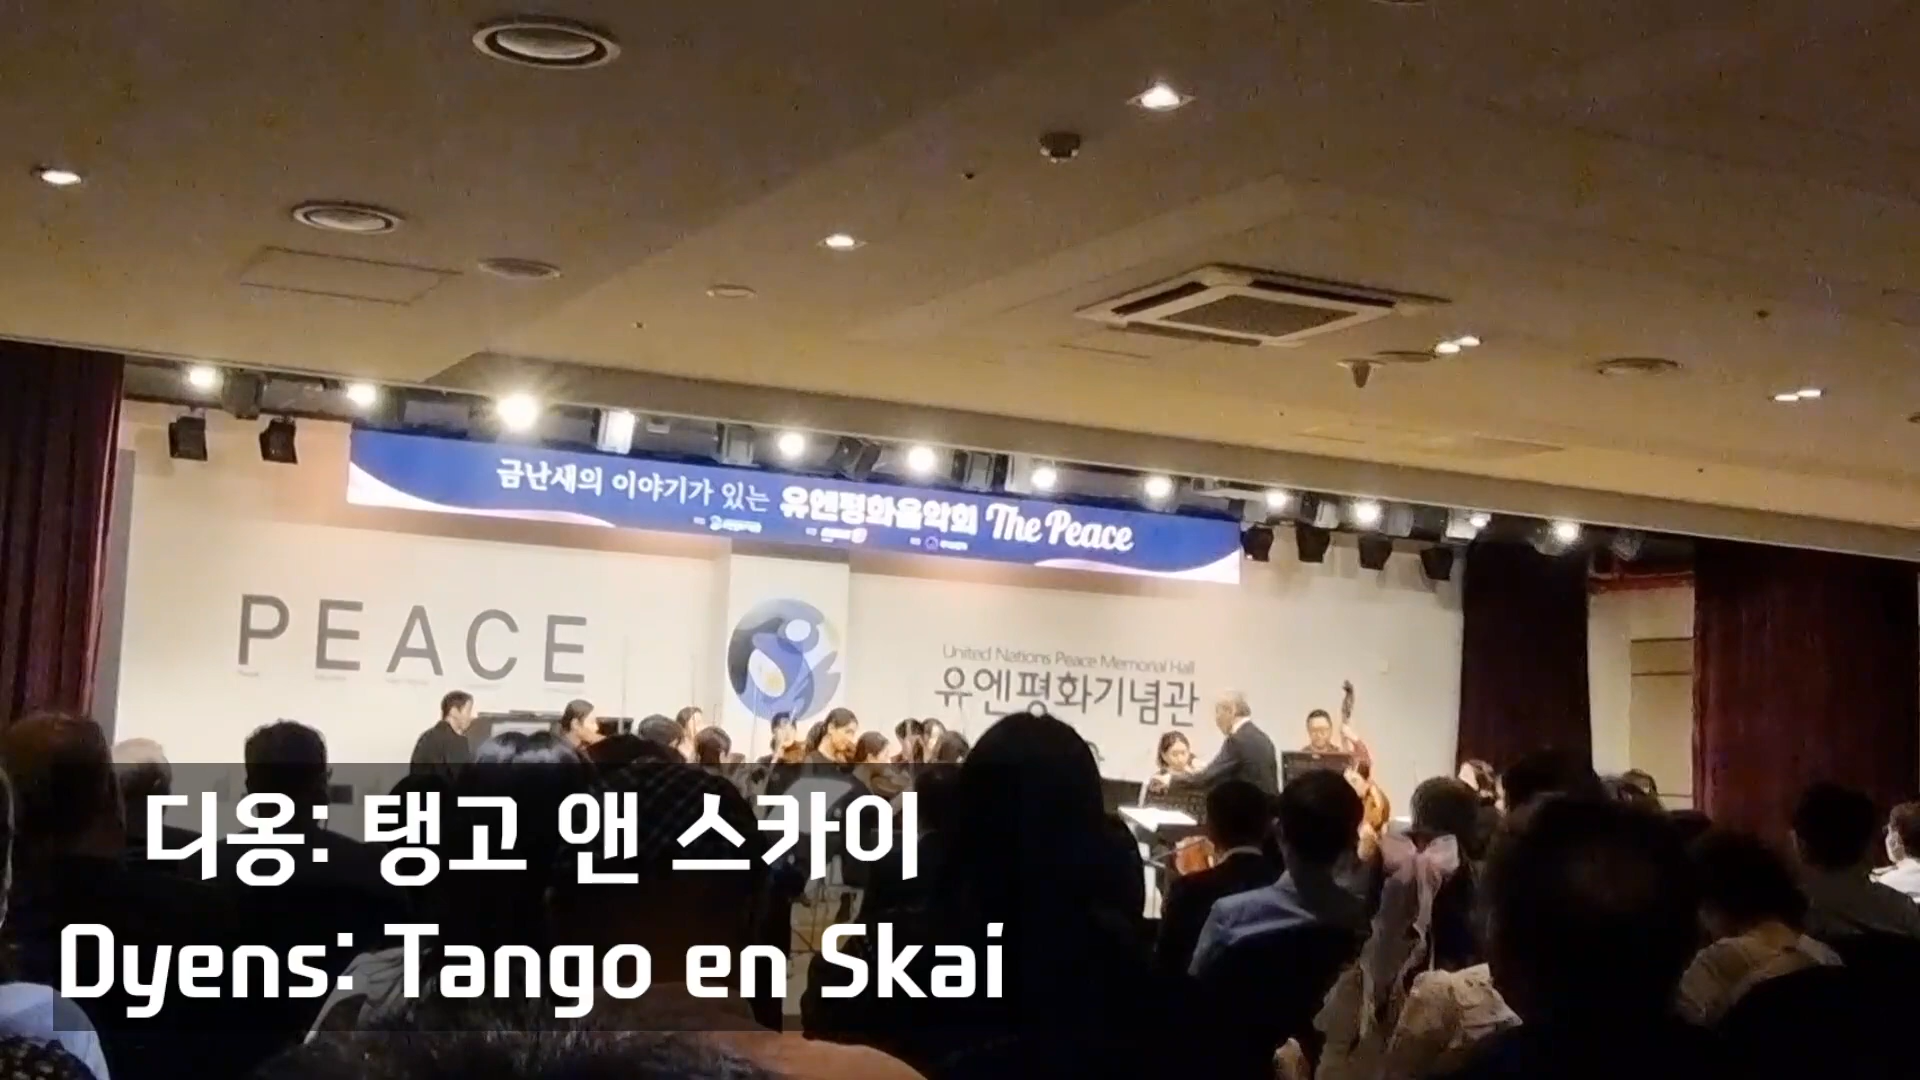 금난새의 이야기가 있는 유엔평화음악회 The Peace
PEACE
United Nations Peace Memorial Hall
유엔평화기념관
디옹: 탱고 앤 스카이
Dyens: Tango en Skai